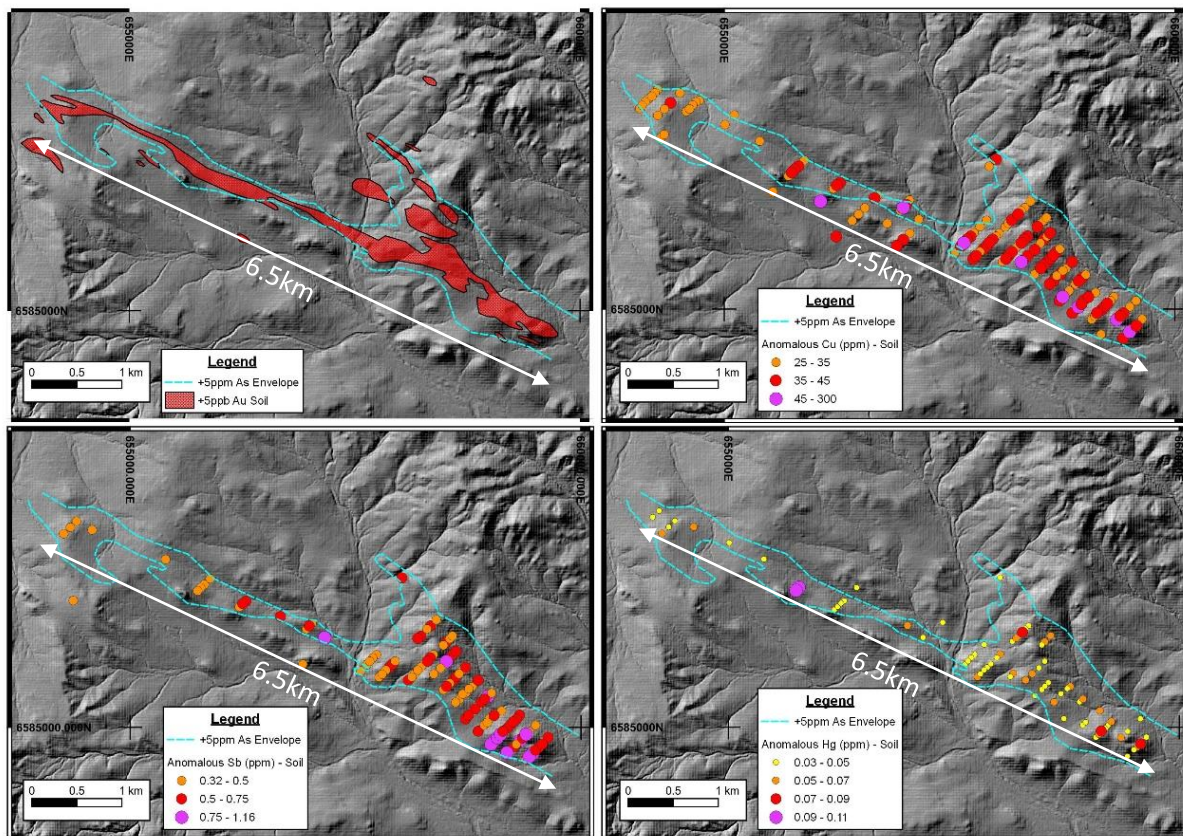 655000E
660000E
6.5km
6585000N
0 0.5 1 km
Legend
+5ppm As Envelope
+5ppb Au Soil
655000E
660000E
6.5km
6585000N
0 0.5 1 km
Legend
+5ppm As Envelope
Anomalous Cu (ppm) - Soil
25 - 35
35 - 45
45 - 300
655000.000E
660000.000E
6.5km
6585000.000N
0 0.5 1 km
Legend
+5ppm As Envelope
Anomalous Sb (ppm) - Soil
0.32 - 0.5
0.5 - 0.75
0.75 - 1.16
655000E
660000E
6.5km
6585000N
0 0.5 1 km
Legend
+5ppm As Envelope
Anomalous Hg (ppm) - Soil
0.03 - 0.05
0.05 - 0.07
0.07 - 0.09
0.09 - 0.11